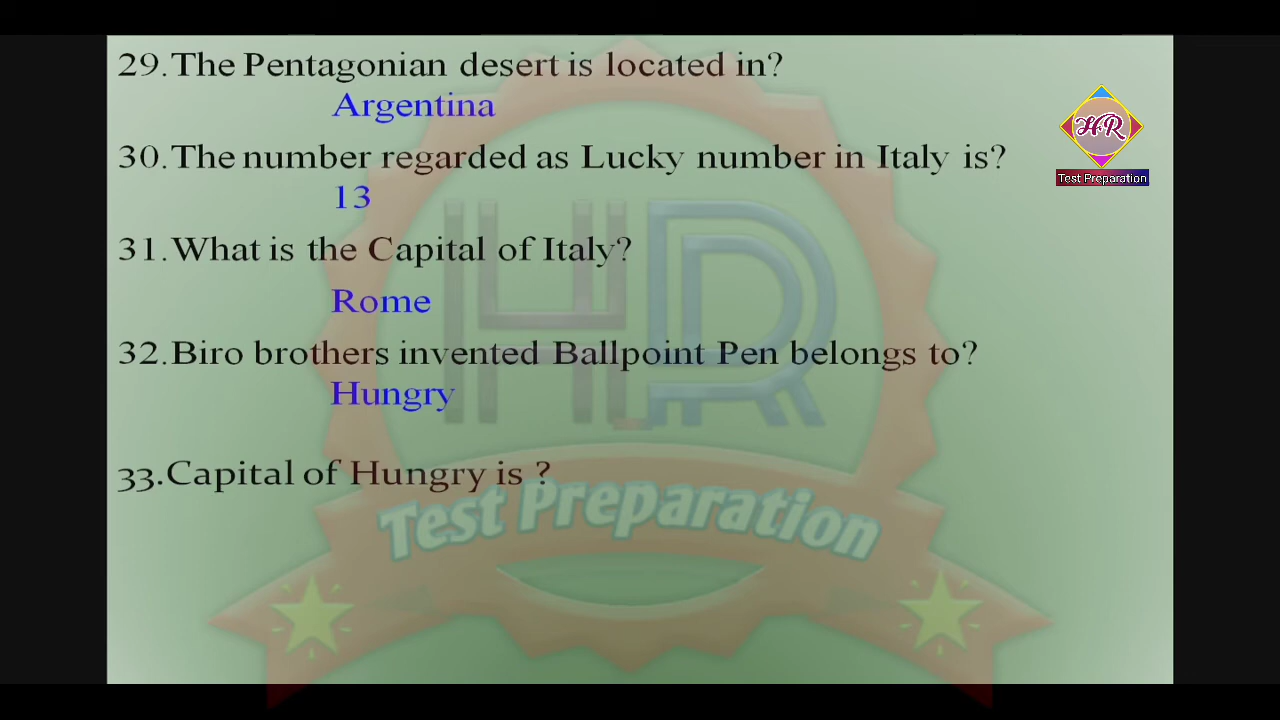 29.The Pentagonian desert is located in?
Argentina
30.The number regarded as Lucky number in Italy is?
13
31.What is the Capital of Italy?
Rome
32.Biro brothers invented Ballpoint Pen belongs to?
Hungry
33.Capital of Hungry is ?
HR
Test Preparation
HR
Test Preparation